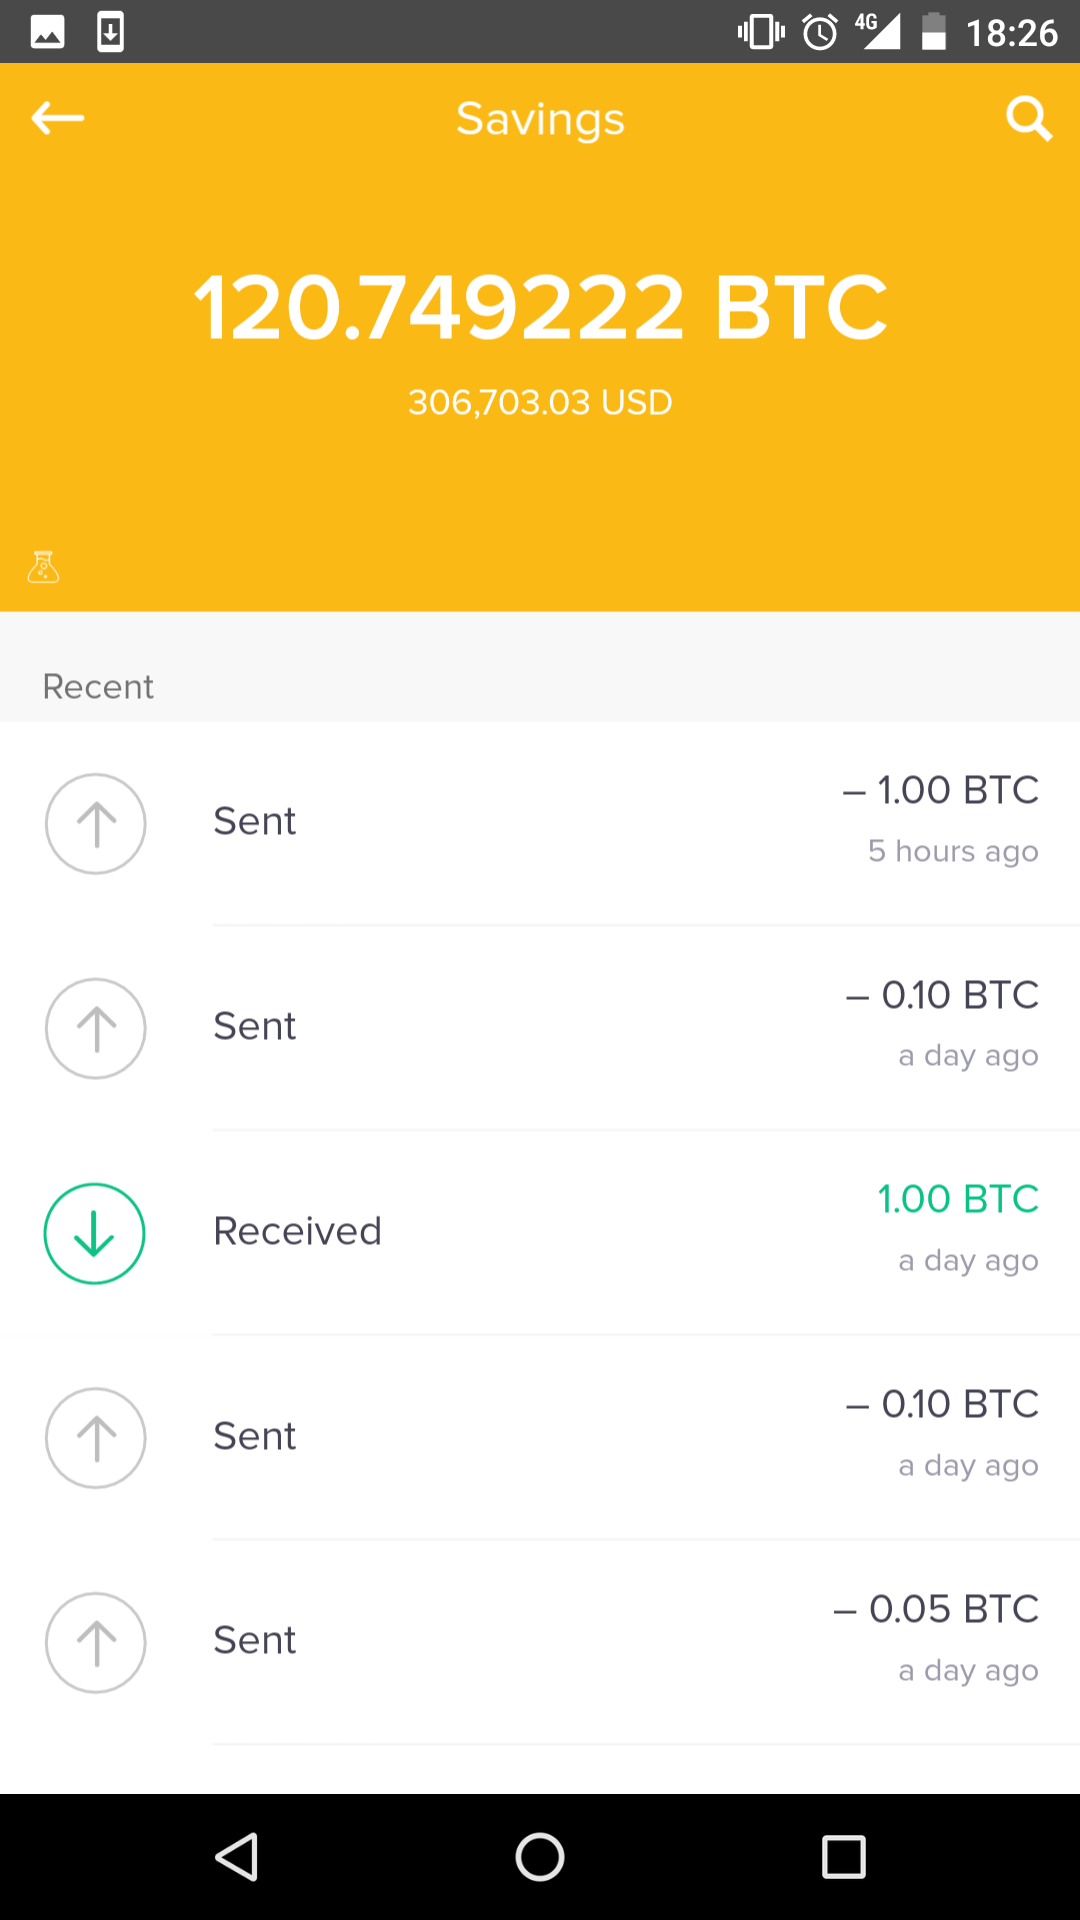 4G 18:26
Savings
120.749222 BTC
306,703.03 USD
Recent
Sent
– 1.00 BTC
5 hours ago
Sent
– 0.10 BTC
a day ago
Received
1.00 BTC
a day ago
Sent
– 0.10 BTC
a day ago
Sent
– 0.05 BTC
a day ago